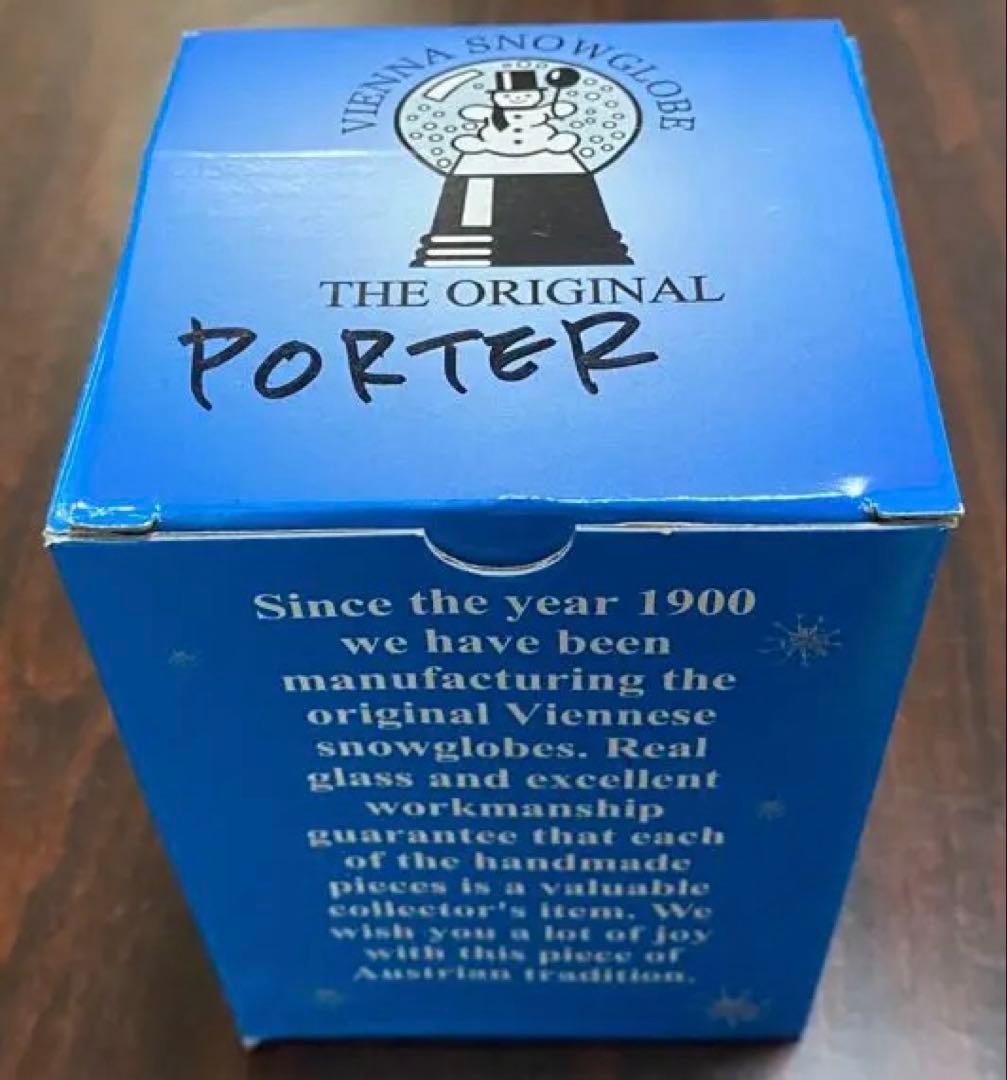 VIENNA SNOWGLOBE
THE ORIGINAL
PORTER
Since the year 1900
we have been
manufacturing the
original Viennese
snowglobes. Real
glass and excellent
workmanship
guarantee that each
of the handmade
pieces is a valuable
collector's item. We
wish you a lot of joy
with this piece of
Austrian tradition.